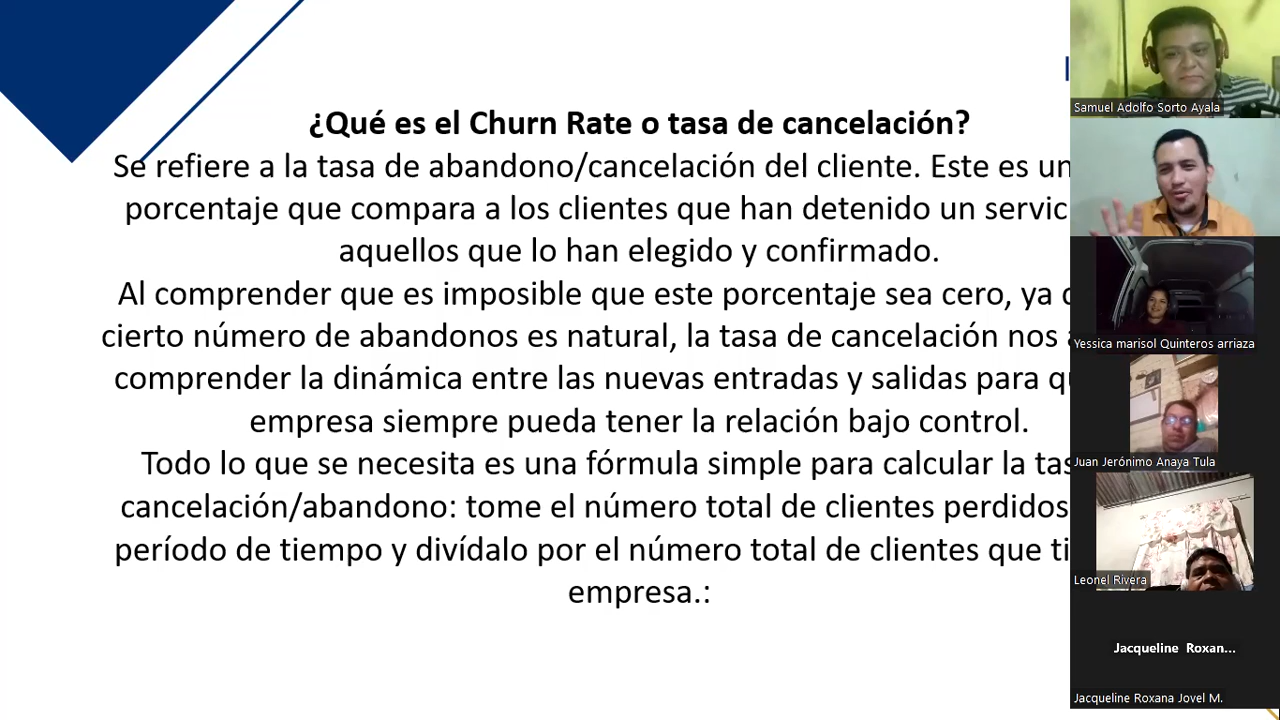 ¿Qué es el Churn Rate o tasa de cancelación?
Se refiere a la tasa de abandono/cancelación del cliente. Este es un
porcentaje que compara a los clientes que han detenido un servic
aquellos que lo han elegido y confirmado.
Al comprender que es imposible que este porcentaje sea cero, ya
cierto número de abandonos es natural, la tasa de cancelación nos
comprender la dinámica entre las nuevas entradas y salidas para
empresa siempre pueda tener la relación bajo control.
Todo lo que se necesita es una fórmula simple para calcular la tas
cancelación/abandono: tome el número total de clientes perdidos
período de tiempo y divídalo por el número total de clientes que ti
empresa.:
Samuel Adolfo Sorto Ayala
Yessica marisol Quinteros arriaza
Juan Jerónimo Anaya Tula
Leonel Rivera
Jacqueline Roxan...
Jacqueline Roxana Jovel M.